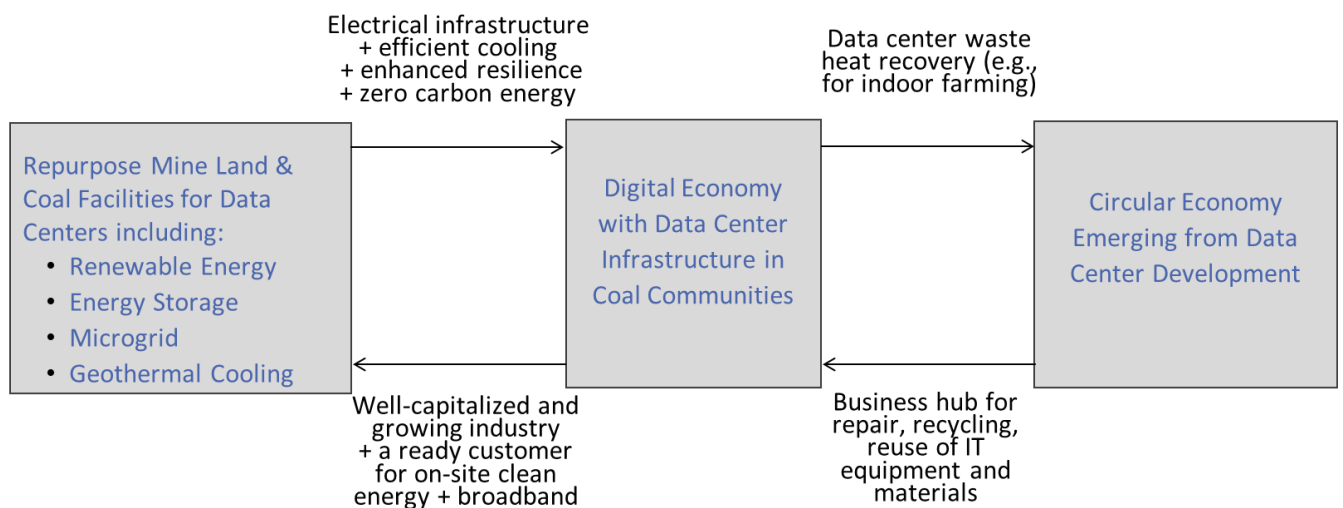 Electrical infrastructure
+ efficient cooling
+ enhanced resilience
+ zero carbon energy
Data center waste
heat recovery (e.g.,
for indoor farming)
Repurpose Mine Land &
Coal Facilities for Data
Centers including:
• Renewable Energy
• Energy Storage
• Microgrid
• Geothermal Cooling
Digital Economy
with Data Center
Infrastructure in
Coal Communities
Circular Economy
Emerging from Data
Center Development
Well-capitalized and
growing industry
+ a ready customer
for on-site clean
energy + broadband
Business hub for
repair, recycling,
reuse of IT
equipment and
materials